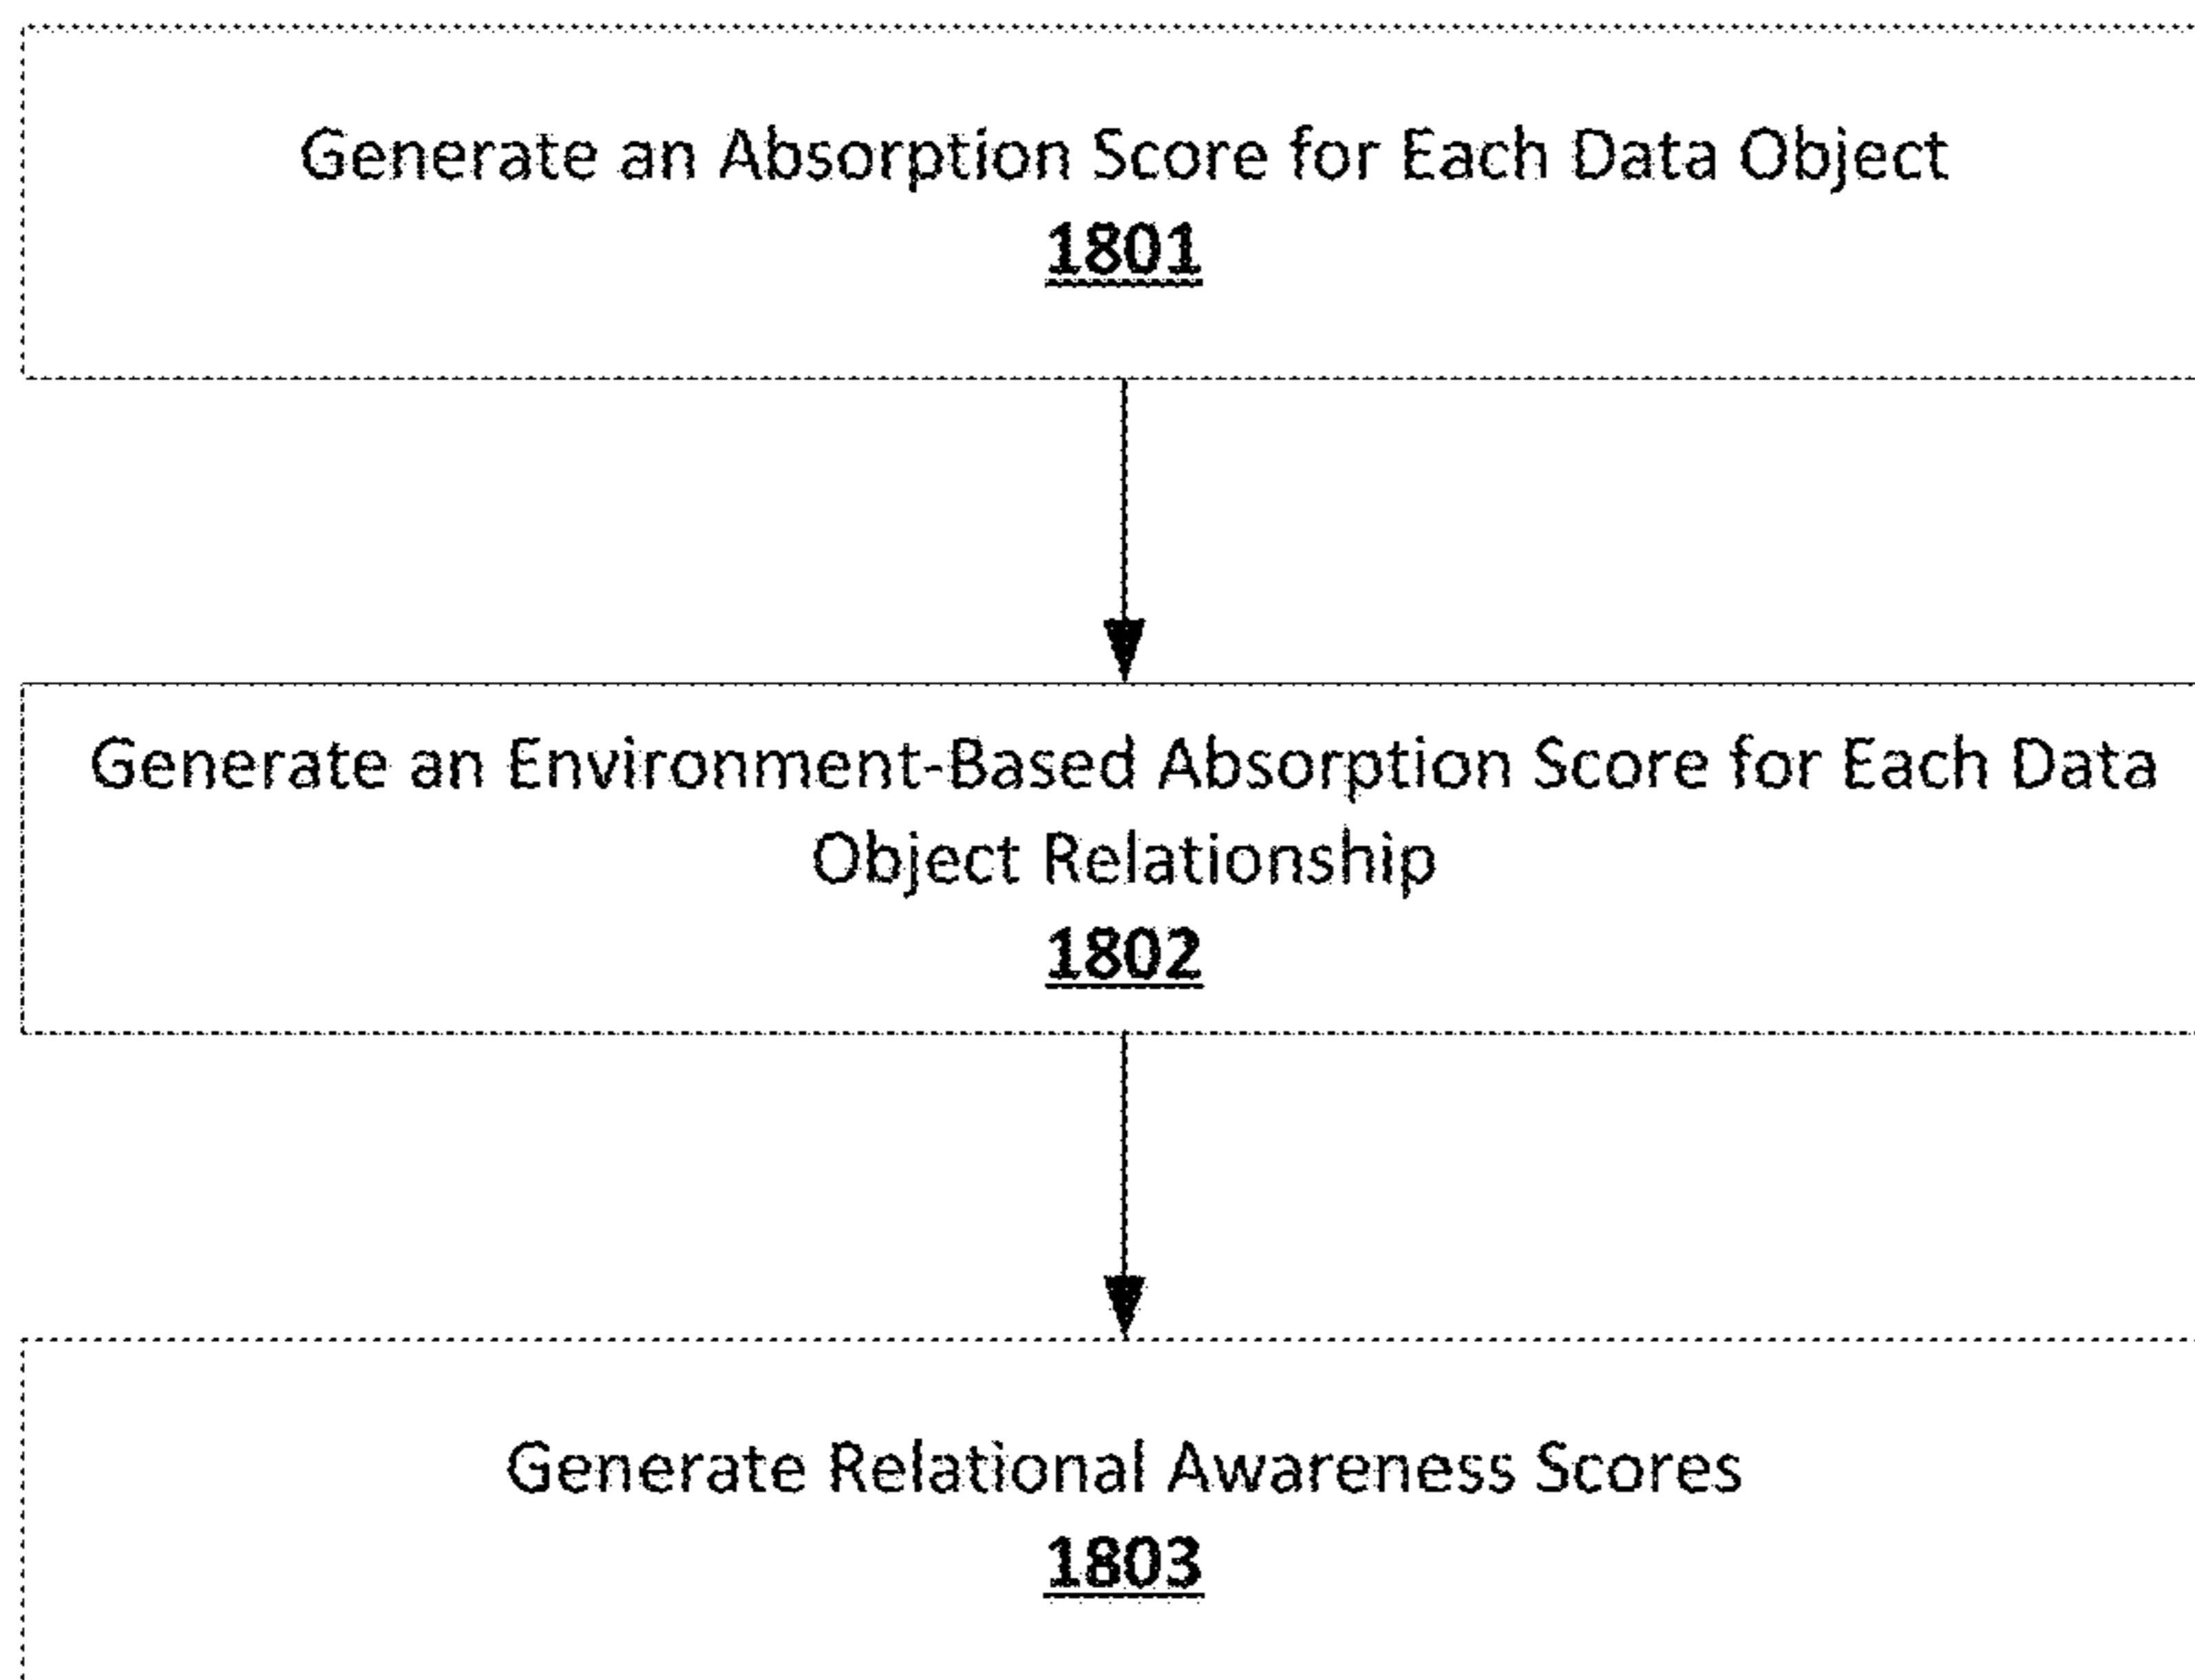 Generate an Absorption Score for Each Data Object
1801
Generate an Environment-Based Absorption Score for Each Data
Object Relationship
1802
Generate Relational Awareness Scores
1803